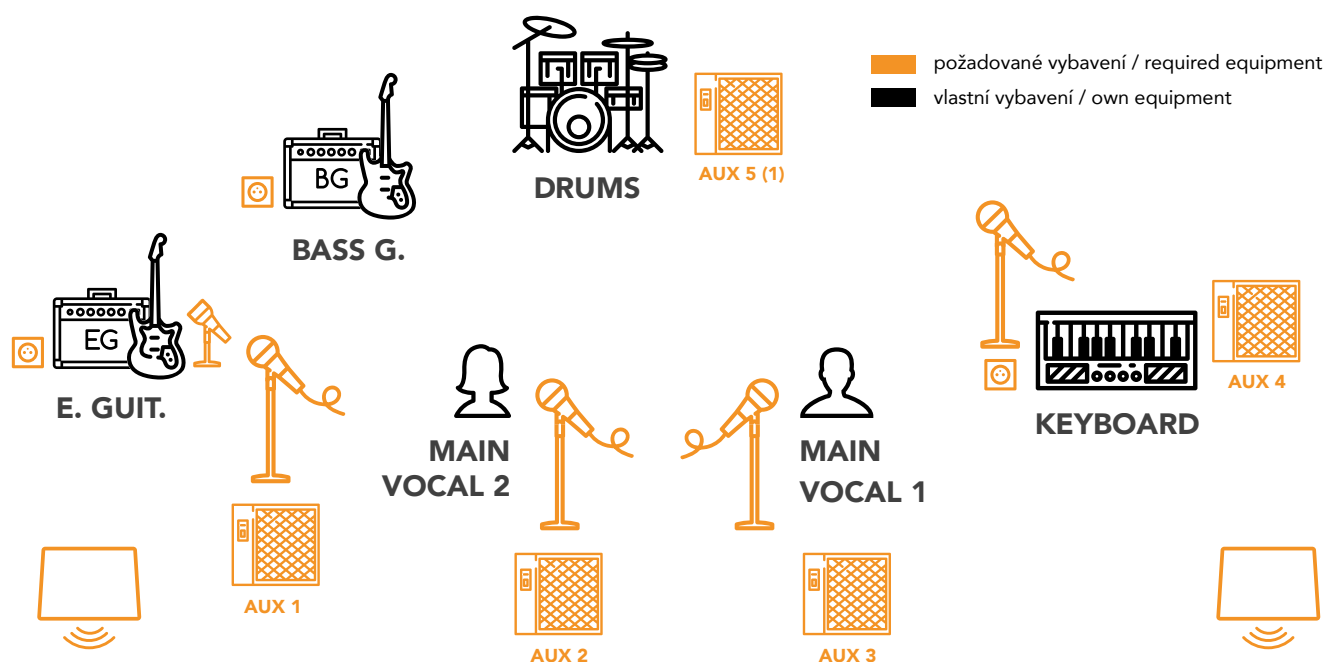 požadované vybavení / required equipment
vlastní vybavení / own equipment
AUX 5 (1)
DRUMS
BG
BASS G.
EG
E. GUIT.
AUX 4
KEYBOARD
MAIN
VOCAL 2
MAIN
VOCAL 1
AUX 1
AUX 2
AUX 3